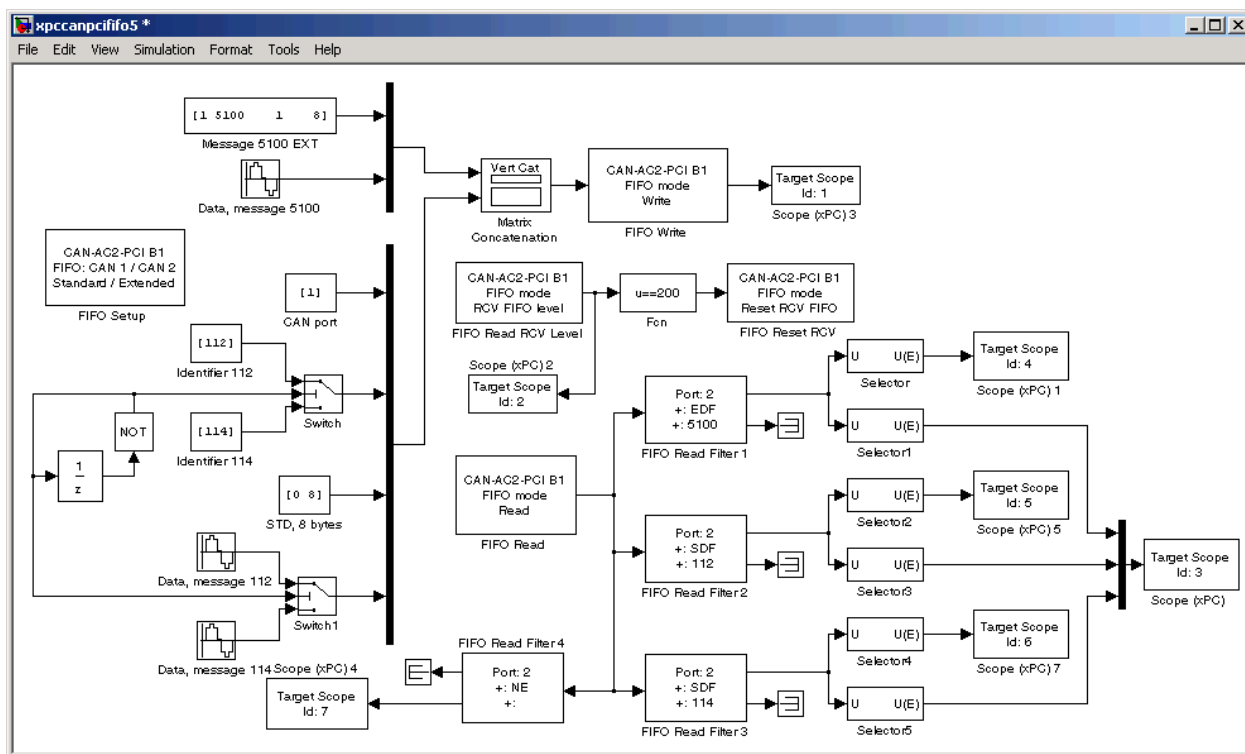 xpccanpcififo5 *
File Edit View Simulation Format Tools Help
[1 5100 1 8]
Message 5100 EXT
Data, message 5100
Vert Cat
Matrix
Concatenation
CAN-AC2-PCI B1
FIFO mode
Write
FIFO Write
Target Scope
Id: 1
Scope (xPC) 3
CAN-AC2-PCI B1
FIFO: CAN 1 / CAN 2
Standard / Extended
FIFO Setup
[1]
CAN port
CAN-AC2-PCI B1
FIFO mode
RCV FIFO level
FIFO Read RCV Level
u==200
Fcn
CAN-AC2-PCI B1
FIFO mode
Reset RCV FIFO
FIFO Reset RCV
[112]
Identifier 112
Switch
[114]
Identifier 114
NOT
1
z
Scope (xPC) 2
Target Scope
Id: 2
Port: 2
+: EDF
+: 5100
FIFO Read Filter1
U U(E)
Selector
Target Scope
Id: 4
Scope (xPC) 1
U U(E)
Selector1
[0 8]
STD, 8 bytes
CAN-AC2-PCI B1
FIFO mode
Read
FIFO Read
U U(E)
Selector2
Target Scope
Id: 5
Scope (xPC) 5
Port: 2
+: SDF
+: 112
FIFO Read Filter2
U U(E)
Selector3
Target Scope
Id: 3
Scope (xPC)
Data, message 112
Switch1
Data, message 114
Scope (xPC) 4
Target Scope
Id: 7
FIFO Read Filter4
Port: 2
+: NE
+:
Port: 2
+: SDF
+: 114
FIFO Read Filter3
U U(E)
Selector4
Target Scope
Id: 6
Scope (xPC) 7
U U(E)
Selector5